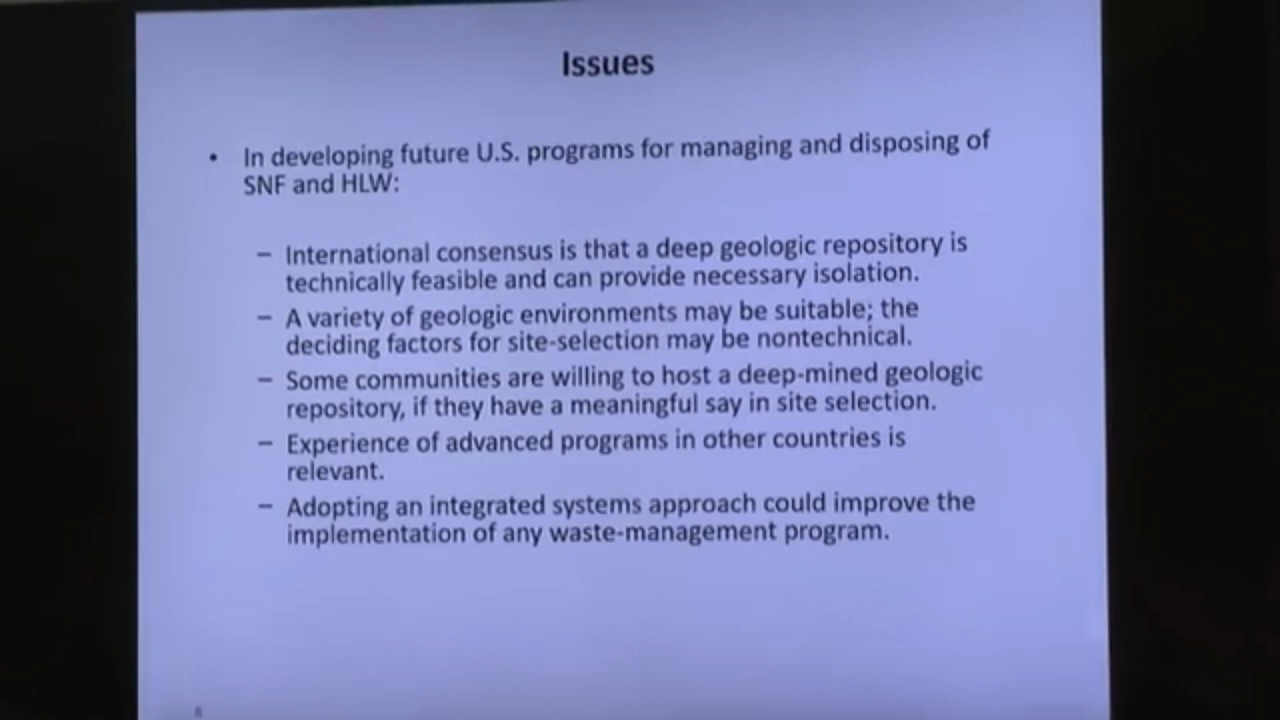 Issues
• In developing future U.S. programs for managing and disposing of
SNF and HLW:
– International consensus is that a deep geologic repository is
technically feasible and can provide necessary isolation.
– A variety of geologic environments may be suitable; the
deciding factors for site-selection may be nontechnical.
– Some communities are willing to host a deep-mined geologic
repository, if they have a meaningful say in site selection.
– Experience of advanced programs in other countries is
relevant.
– Adopting an integrated systems approach could improve the
implementation of any waste-management program.